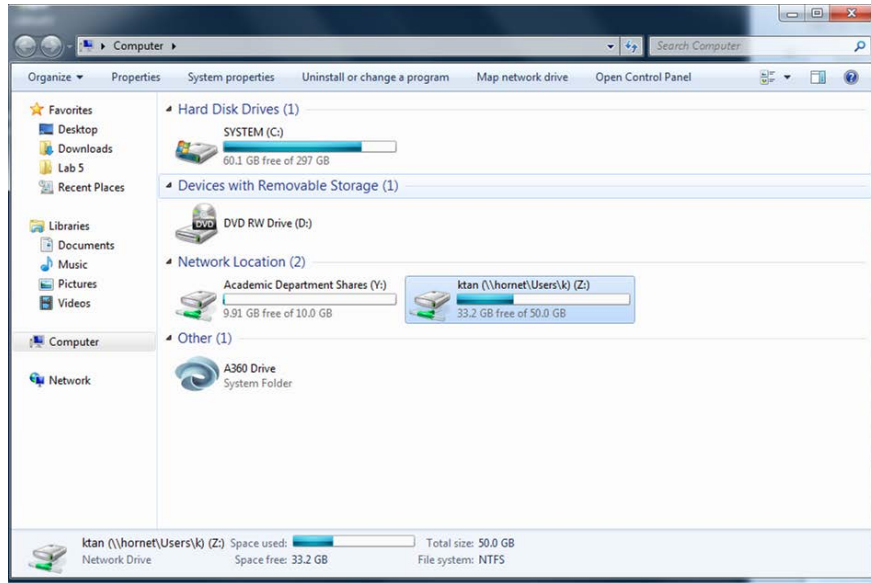 Computer
Search Computer
Organize Properties System properties Uninstall or change a program Map network drive Open Control Panel
Favorites
Desktop
Downloads
Lab 5
Recent Places
Libraries
Documents
Music
Pictures
Videos
Computer
Network
Hard Disk Drives (1)
SYSTEM (C:)
60.1 GB free of 297 GB
Devices with Removable Storage (1)
DVD
DVD RW Drive (D:)
Network Location (2)
Academic Department Shares (Y:)
9.91 GB free of 10.0 GB
ktan (\\hornet\Users\k) (Z:)
33.2 GB free of 50.0 GB
Other (1)
A360 Drive
System Folder
ktan (\\hornet\Users\k) (Z:) Space used: Total size: 50.0 GB
Network Drive Space free: 33.2 GB File system: NTFS